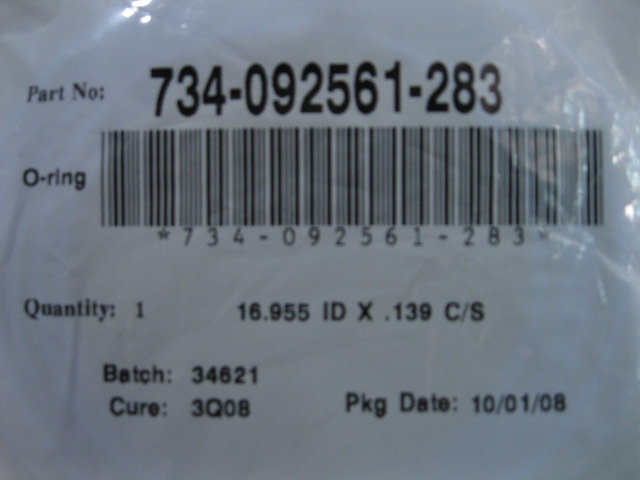 Part No: 734-092561-283
O-ring
*734-092561-283*
Quantity: 1 16.955 ID X .139 C/S
Batch: 34621
Cure: 3Q08 Pkg Date: 10/01/08